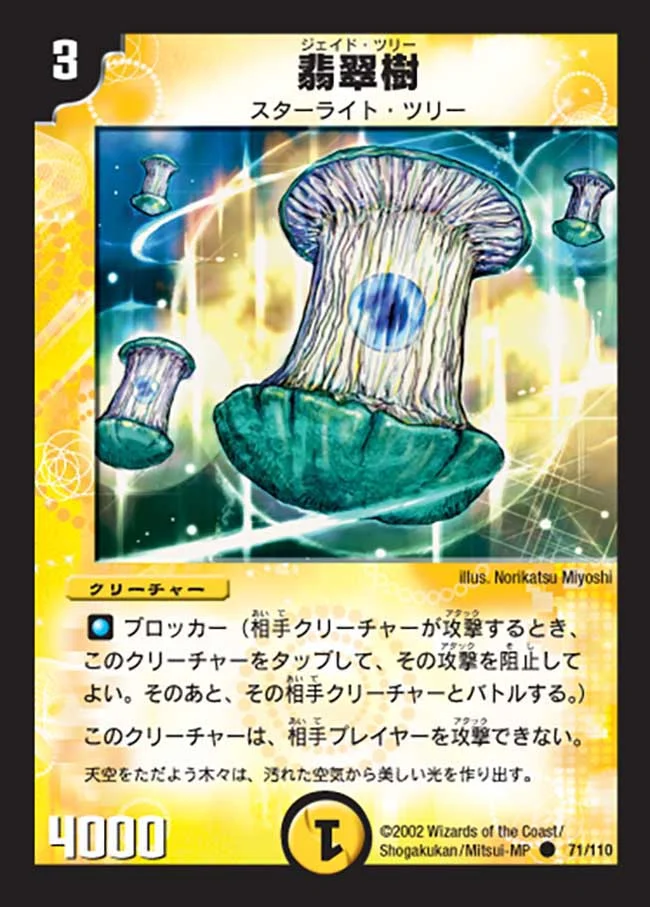 3
ジェイド・ツリー
翡翠樹
スターライト・ツリー
illus. Norikatsu Miyoshi
クリーチャー
ブロッカー（相手クリーチャーが攻撃するとき、
このクリーチャーをタップして、その攻撃を阻止して
よい。そのあと、その相手クリーチャーとバトルする。）
このクリーチャーは、相手プレイヤーを攻撃できない。
天空をただよう木々は、汚れた空気から美しい光を作り出す。
4000
1
©2002 Wizards of the Coast/
Shogakukan/Mitsui-MP ● 71/110